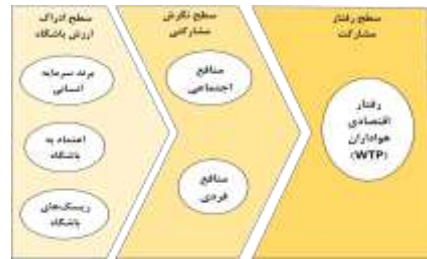 سطح ادراک
ارزش باشگاه
برند سرمایه
انسانی
اعتماد به
باشگاه
ریسک‌های
باشگاه
سطح نگرش
مشارکتی
منافع
اجتماعی
منافع
فردی
سطح رفتار
مشارکت
رفتار
اقتصادی
هواداران
(WTP)